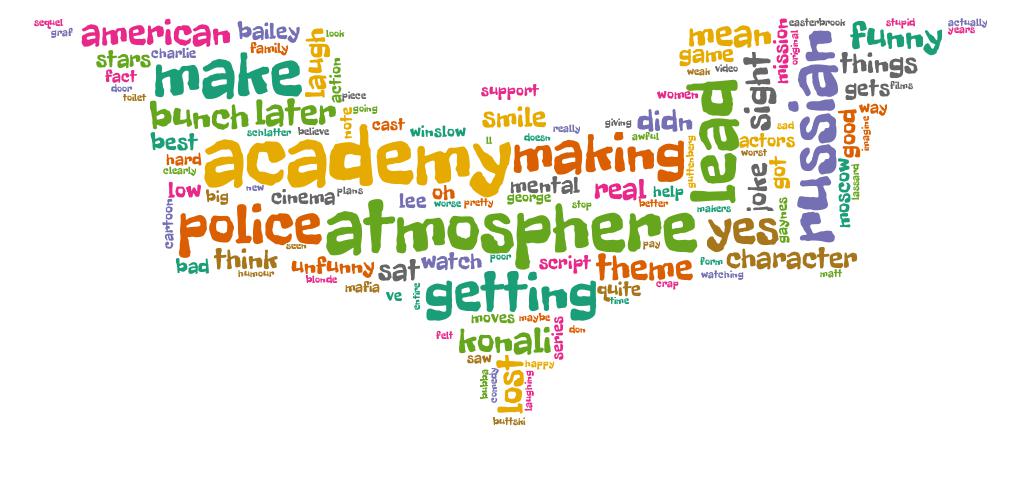 sequel
graf
american
bailey
look
stars
charlie
family
laugh
fact
door
toilet
make
action
piece
bunch
later
note
going
best
schlatter
believe
cast
winslow
hard
clearly
academy
support
smile
ll
doesn
really
giving
didn
awful
women
making
guttenberg
mean
game
weak
video
lead
sight
mission
original
easterbrook
russian
stupid
funny
actually
years
things
gets
films
way
good
imagine
actors
sad
worst
joke
got
gaynes
moscow
lassard
low
big
new
cinema
plans
lee
oh
worse
pretty
mental
george
stop
real
help
better
makers
cartoon
police
seen
atmosphere
pay
yes
bad
think
humour
unfunny
blonde
sat
mafia
ve
entire
watch
poor
script
theme
crap
form
watching
character
matt
getting
quite
time
moves
maybe
felt
konali
series
don
saw
happy
bubba
comedy
lost
laughing
buttski